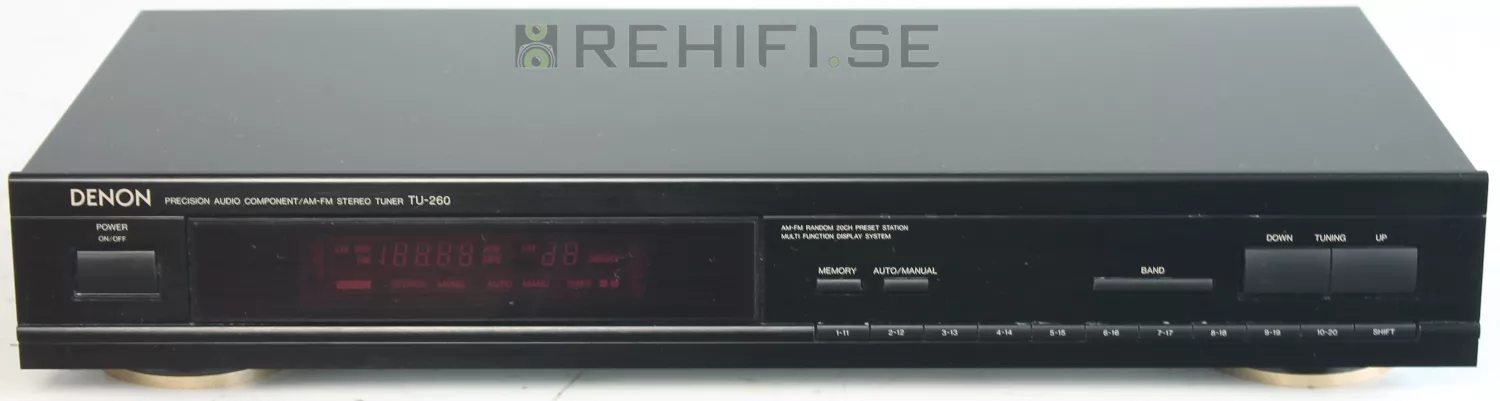 REHIFI.SE
DENON PRECISION AUDIO COMPONENT/AM-FM STEREO TUNER TU-260
POWER
ON/OFF
AM-FM RANDOM 20CH PRESET STATION
MULTI FUNCTION DISPLAY SYSTEM
MEMORY AUTO/MANUAL BAND
DOWN TUNING UP
STEREO MONO AUTO MANU
1-11 2-12 3-13 4-14 5-15 6-16 7-17 8-18 9-19 10-20 SHIFT